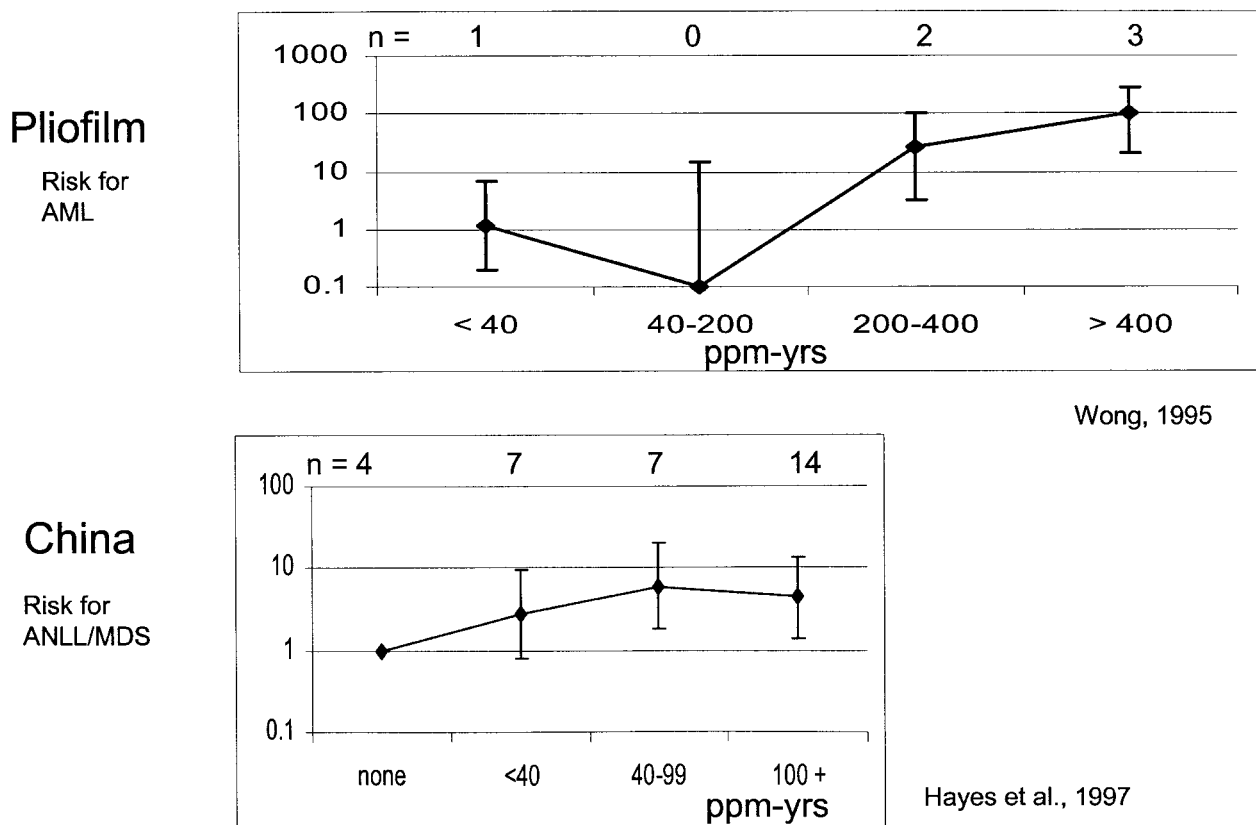 n = 1 0 2 3
1000
100
10
1
0.1
Pliofilm
Risk for
AML
< 40 40-200 200-400 > 400
ppm-yrs
Wong, 1995
n = 4 7 7 14
100
10
1
0.1
China
Risk for
ANLL/MDS
none <40 40-99 100 +
ppm-yrs
Hayes et al., 1997